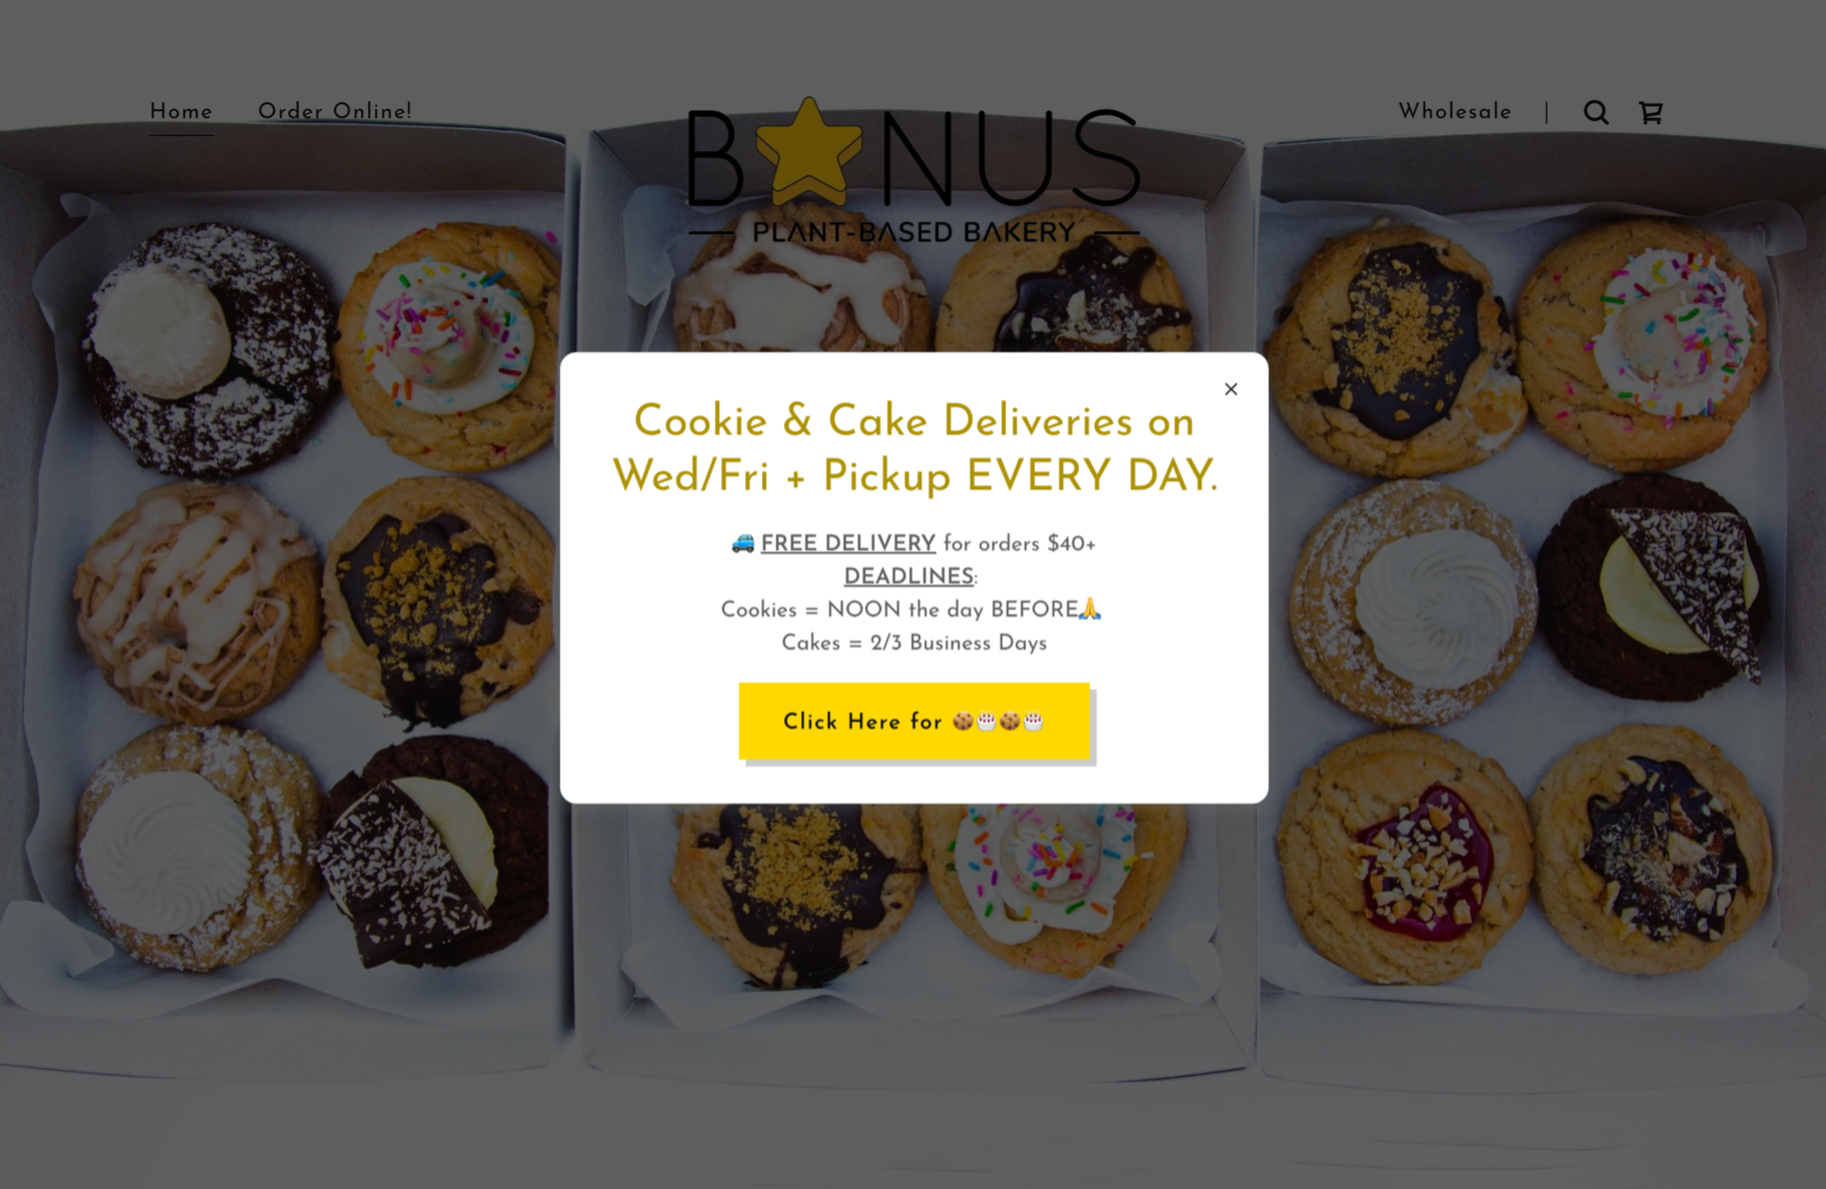 Home Order Online!
Wholesale
BONUS
PLANT-BASED BAKERY
Cookie & Cake Deliveries on
Wed/Fri + Pickup EVERY DAY.
🚙 FREE DELIVERY for orders $40+
DEADLINES:
Cookies = NOON the day BEFORE🙏
Cakes = 2/3 Business Days
Click Here for 🍪🎂🍪🎂